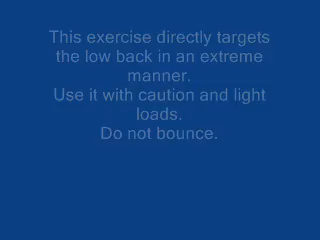 This exercise directly targets
the low back in an extreme
manner.
Use it with caution and light
loads.
Do not bounce.